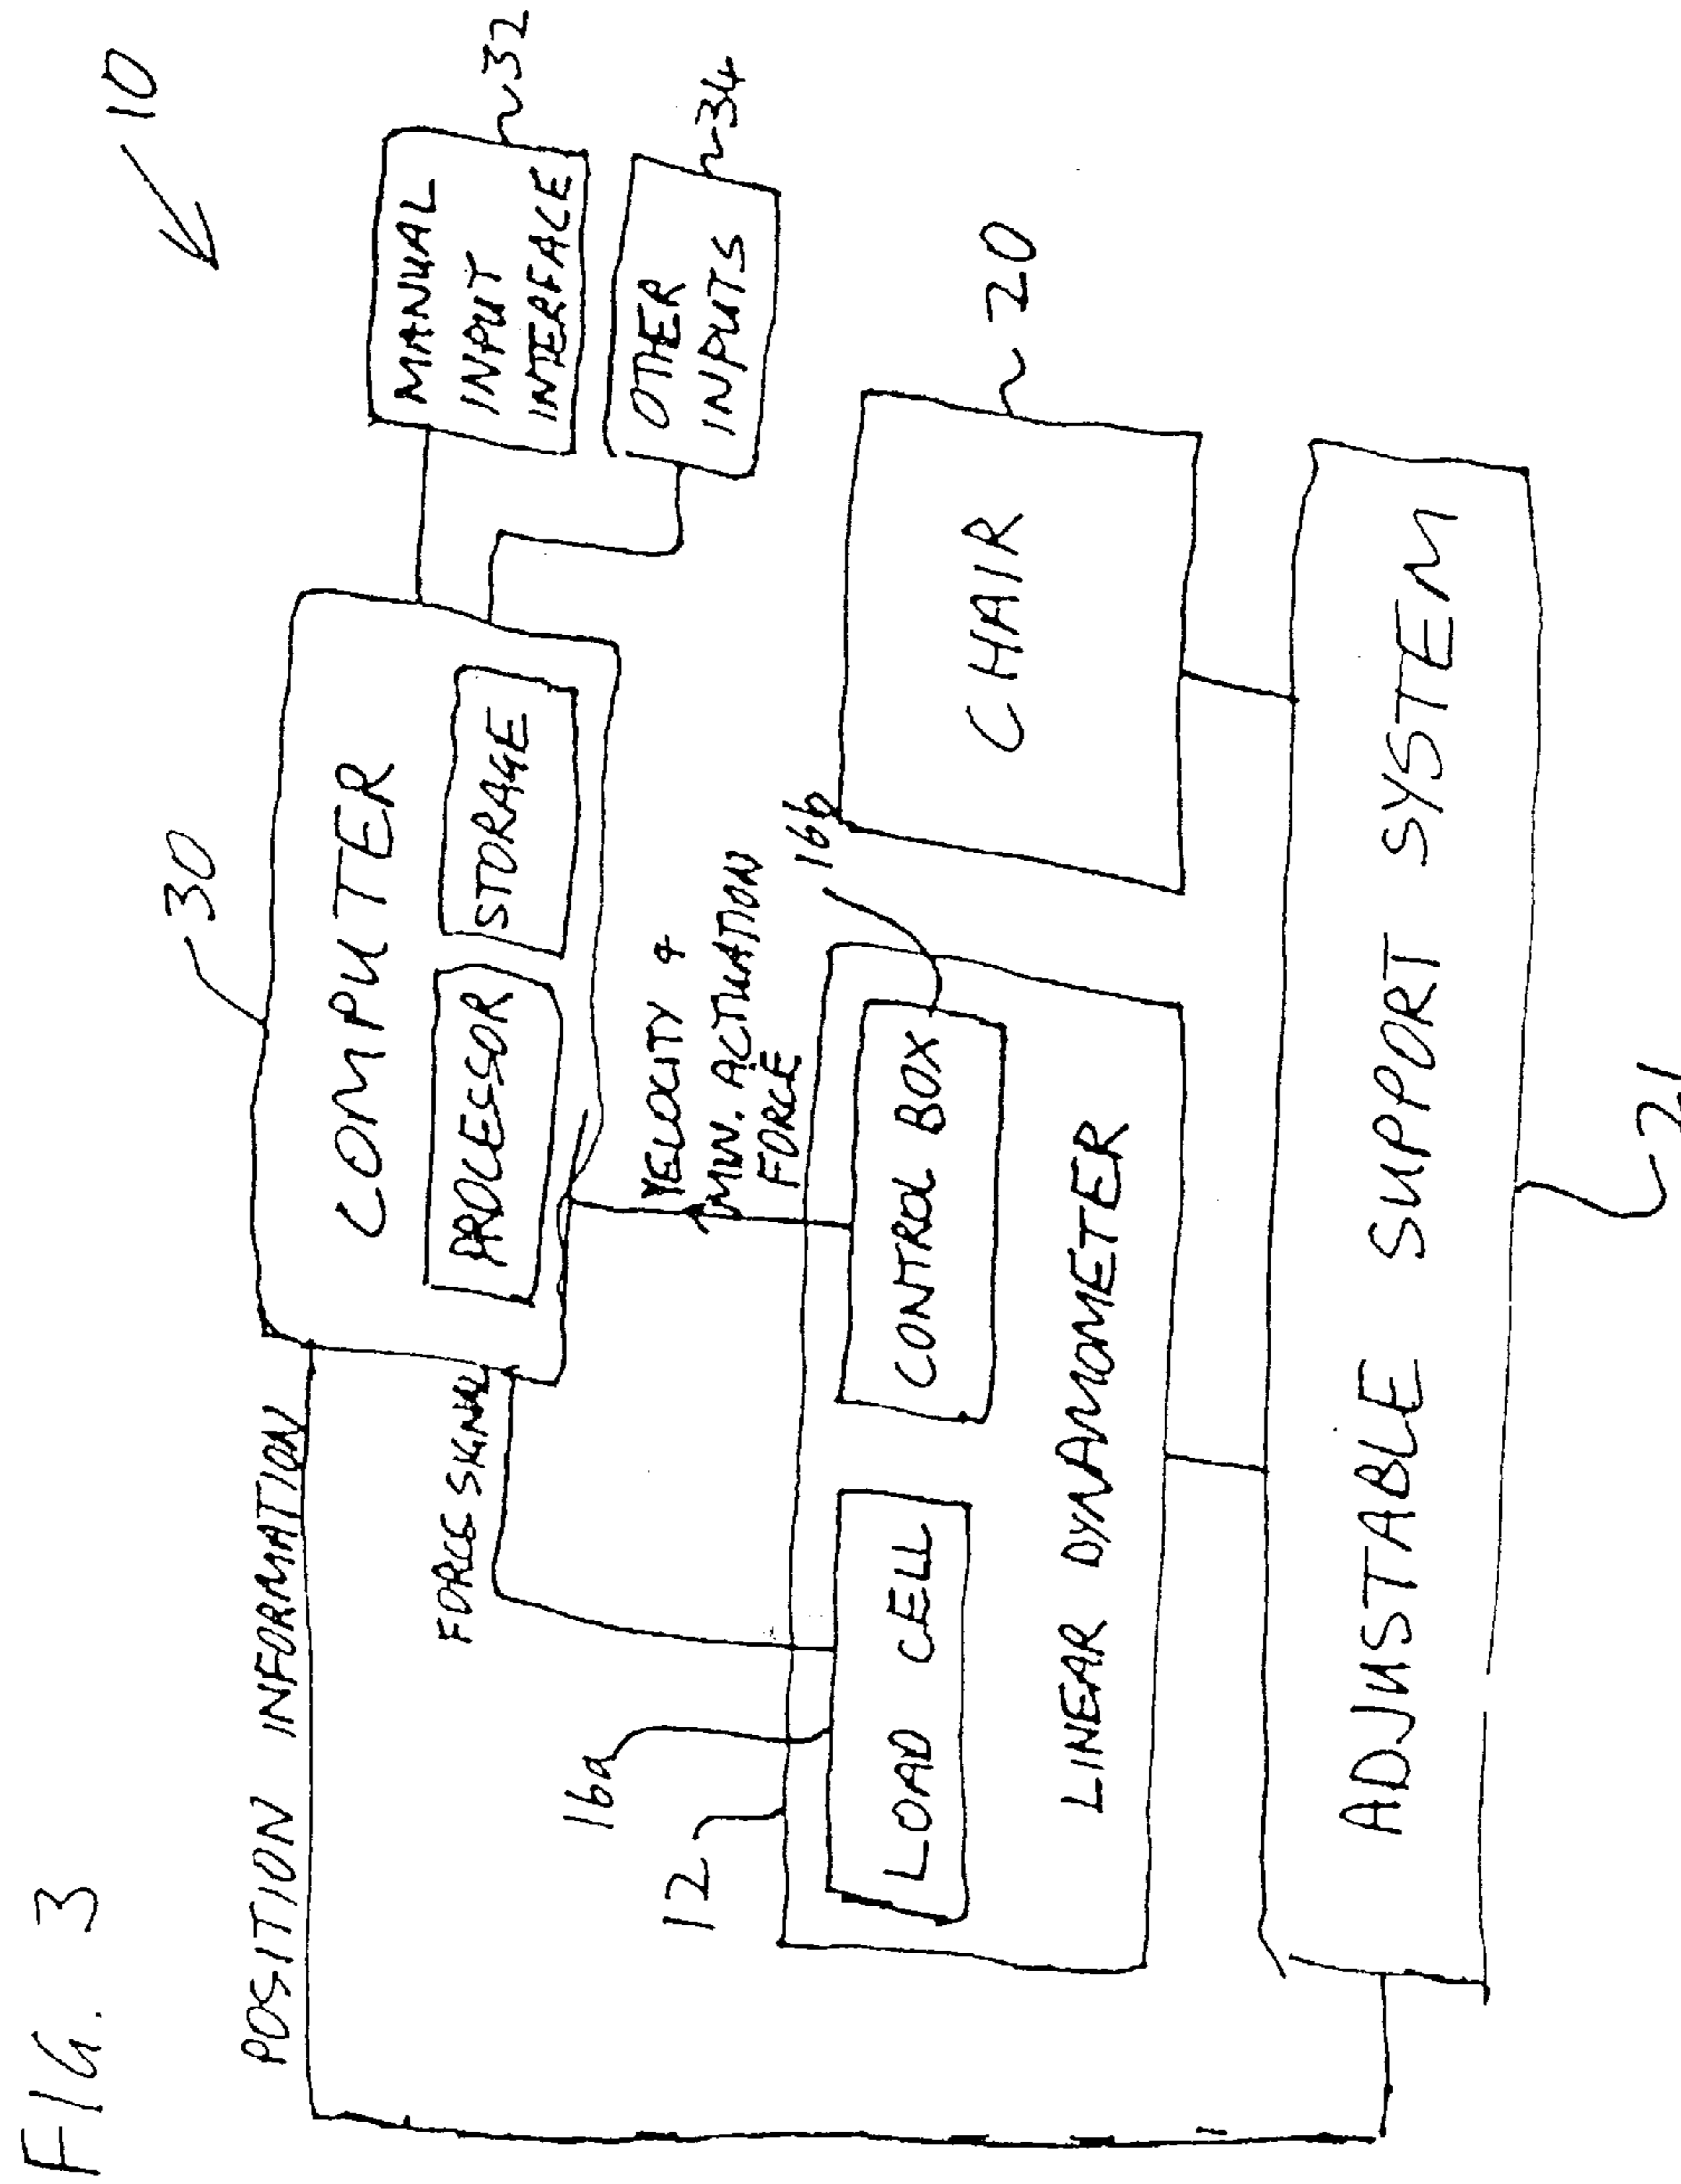 FIG. 3
10
30
COMPUTER
PROCESSOR
STORAGE
MANUAL
INPUT
INTERFACE
32
OTHER
INPUTS
34
POSITION INFORMATION
FORCE SIGNAL
VELOCITY &
MIN. ACTUATION
FORCE
16a
12
16b
LOAD CELL
CONTROL BOX
LINEAR DYNAMOMETER
CHAIR
20
ADJUSTABLE SUPPORT SYSTEM
21